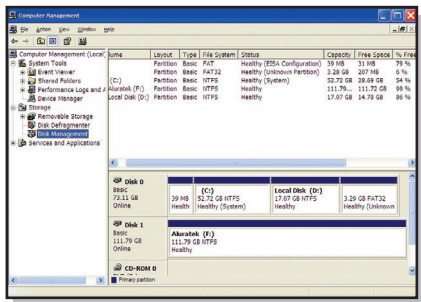 Computer Management
File Action View Window Help
Computer Management (Local)
System Tools
Event Viewer
Shared Folders
Performance Logs and A
Device Manager
Storage
Removable Storage
Disk Defragmenter
Disk Management
Services and Applications
lume Layout Type File System Status Capacity Free Space % Free
Partition Basic FAT Healthy (EISA Configuration) 39 MB 31 MB 79 %
Partition Basic FAT32 Healthy (Unknown Partition) 3.28 GB 207 MB 6 %
(C:) Partition Basic NTFS Healthy (System) 52.72 GB 28.69 GB 54 %
Aluratek (F:) Partition Basic NTFS Healthy 111.79... 111.72 GB 99 %
Local Disk (D:) Partition Basic NTFS Healthy 17.07 GB 14.78 GB 86 %
Disk 0
Basic
73.11 GB
Online
39 MB
Healthy
(C:)
52.72 GB NTFS
Healthy (System)
Local Disk (D:)
17.07 GB NTFS
Healthy
3.29 GB FAT32
Healthy (Unknown
Disk 1
Basic
111.79 GB
Online
Aluratek (F:)
111.79 GB NTFS
Healthy
CD-ROM 0
Primary partition